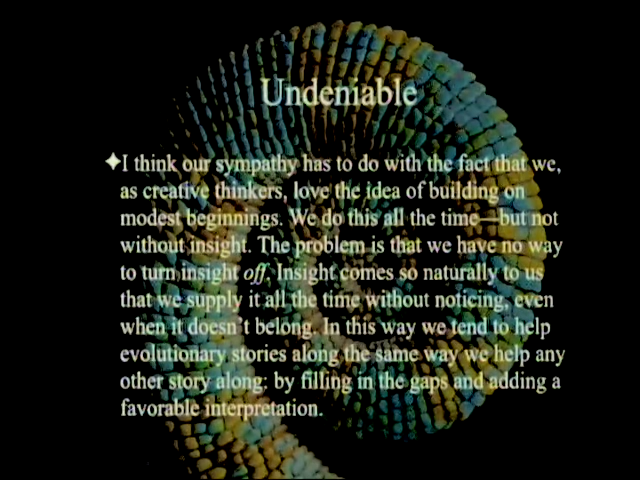 Undeniable
✦I think our sympathy has to do with the fact that we,
as creative thinkers, love the idea of building on
modest beginnings. We do this all the time—but not
without insight. The problem is that we have no way
to turn insight off. Insight comes so naturally to us
that we supply it all the time without noticing, even
when it doesn't belong. In this way we tend to help
evolutionary stories along the same way we help any
other story along: by filling in the gaps and adding a
favorable interpretation.